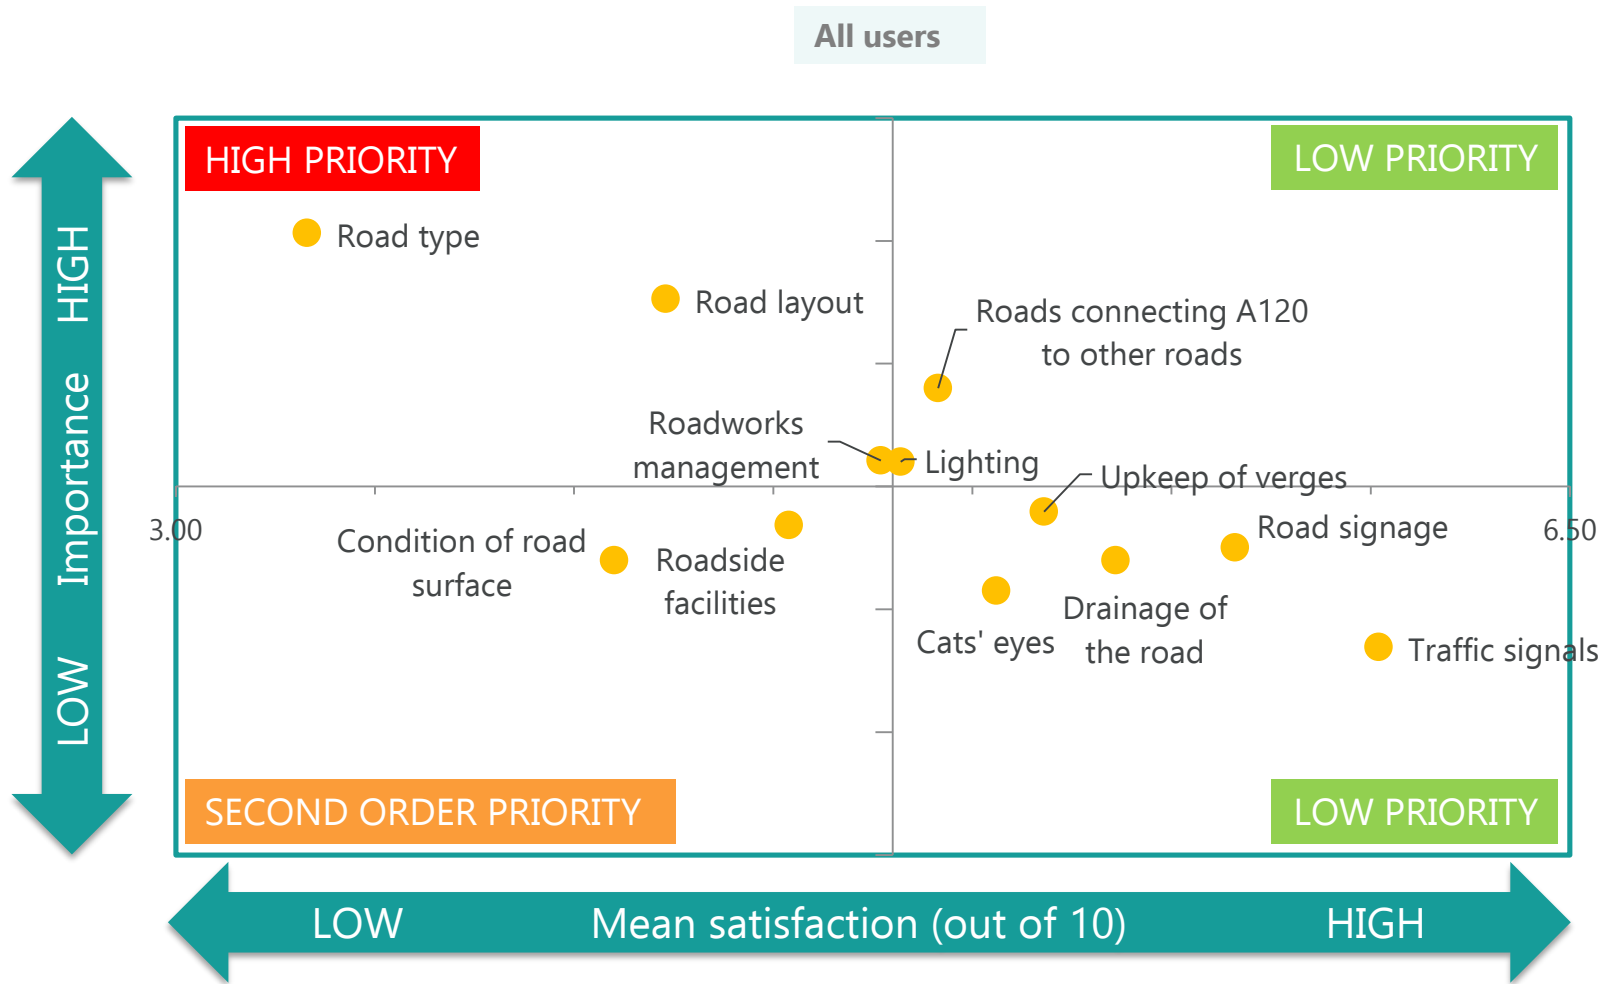 All users
HIGH PRIORITY
LOW PRIORITY
Road type
Road layout
Roads connecting A120
to other roads
Roadworks
management
Lighting
Upkeep of verges
3.00
6.50
Condition of road
surface
Roadside
facilities
Road signage
Cats' eyes
Drainage of
the road
Traffic signals
SECOND ORDER PRIORITY
LOW PRIORITY
LOW Importance HIGH
LOW Mean satisfaction (out of 10) HIGH